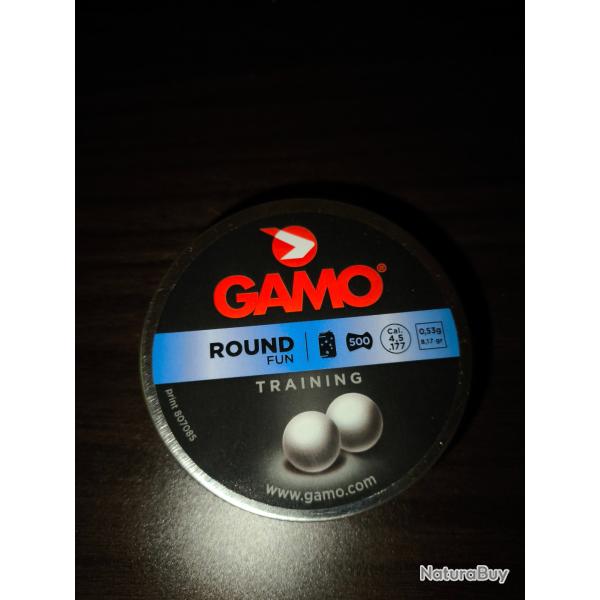 GAMO®
ROUND
FUN
500
Cal.
4,5
.177
0,53g
8,17 gr
TRAINING
print 807085
www.gamo.com
NaturaBuy